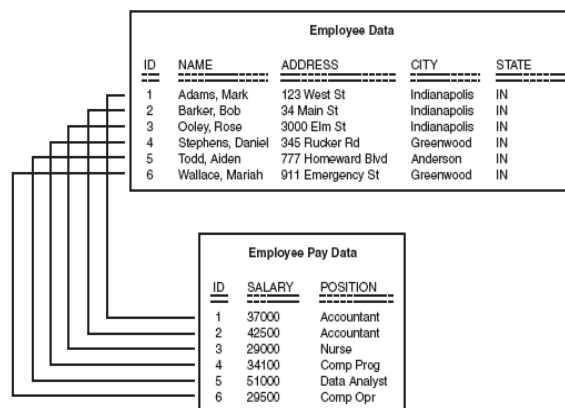 Employee Data
ID NAME ADDRESS CITY STATE
1 Adams, Mark 123 West St Indianapolis IN
2 Barker, Bob 34 Main St Indianapolis IN
3 Ooley, Rose 3000 Elm St Indianapolis IN
4 Stephens, Daniel 345 Rucker Rd Greenwood IN
5 Todd, Aiden 777 Homeward Blvd Anderson IN
6 Wallace, Mariah 911 Emergency St Greenwood IN
Employee Pay Data
ID SALARY POSITION
1 37000 Accountant
2 42500 Accountant
3 29000 Nurse
4 34100 Comp Prog
5 51000 Data Analyst
6 29500 Comp Opr